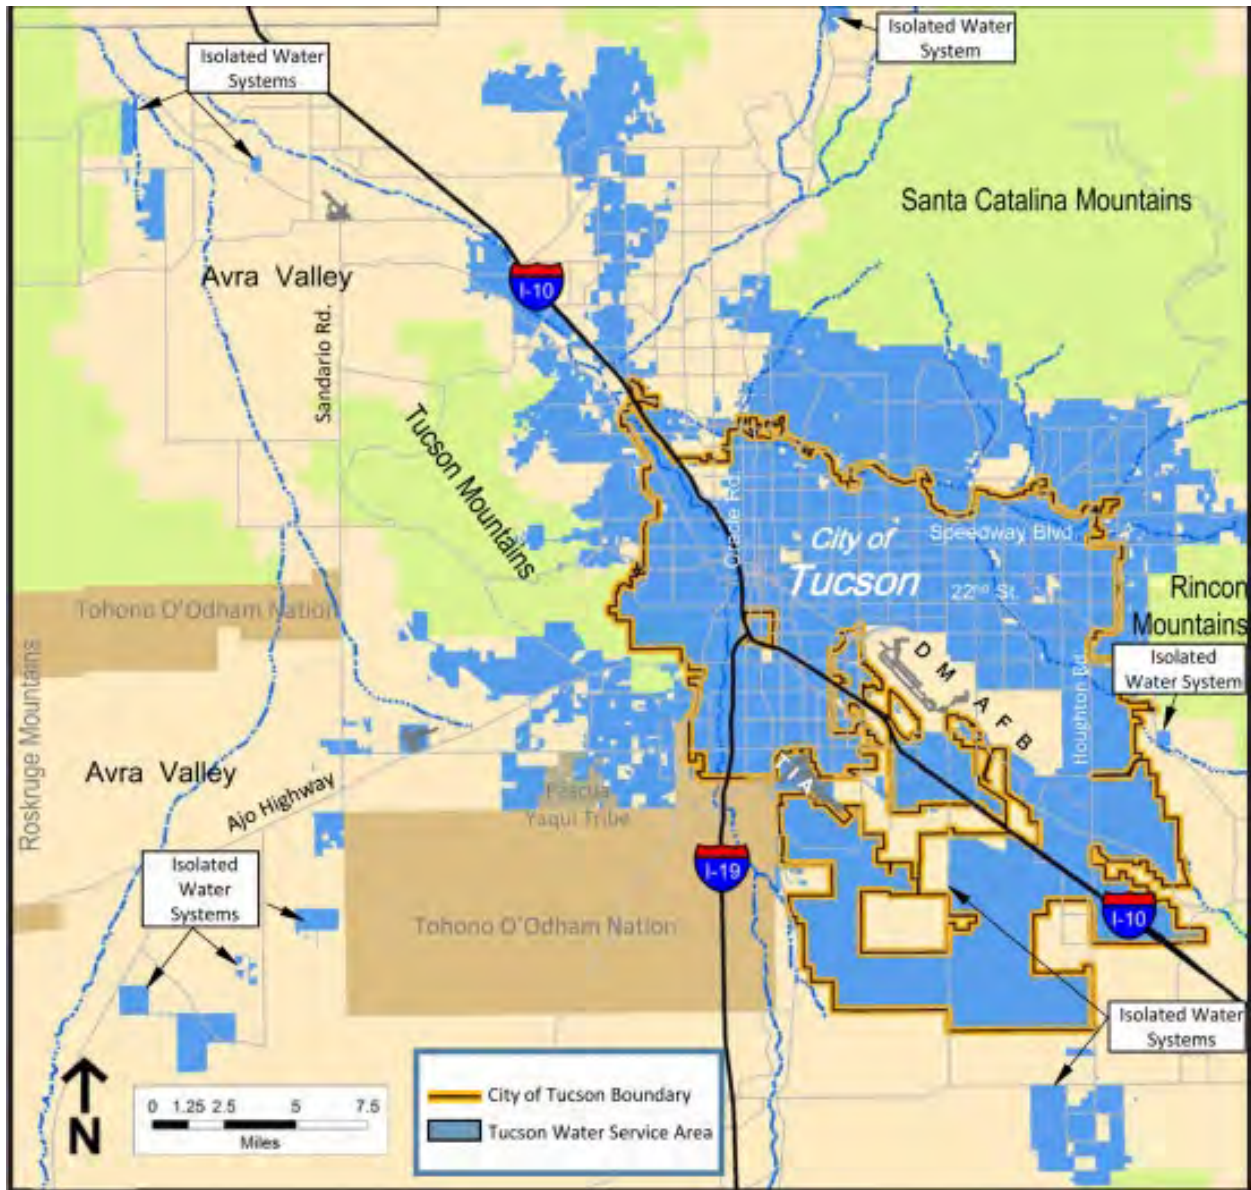 Isolated Water
Systems
Isolated Water
System
Santa Catalina Mountains
Avra Valley
I-10
Sandario Rd.
Tucson Mountains
Oracle Rd.
City of
Tucson
Speedway Blvd
22nd St.
Rincon
Mountains
Isolated
Water System
Tohono O'Odham Nation
Roskruge Mountains
DMAFB
Houghton Rd.
Avra Valley
Ajo Highway
TIA
Pascua
Yaqui Tribe
Isolated
Water
Systems
I-19
I-10
Tohono O'Odham Nation
Isolated Water
Systems
N
0 1.25 2.5 5 7.5
Miles
City of Tucson Boundary
Tucson Water Service Area